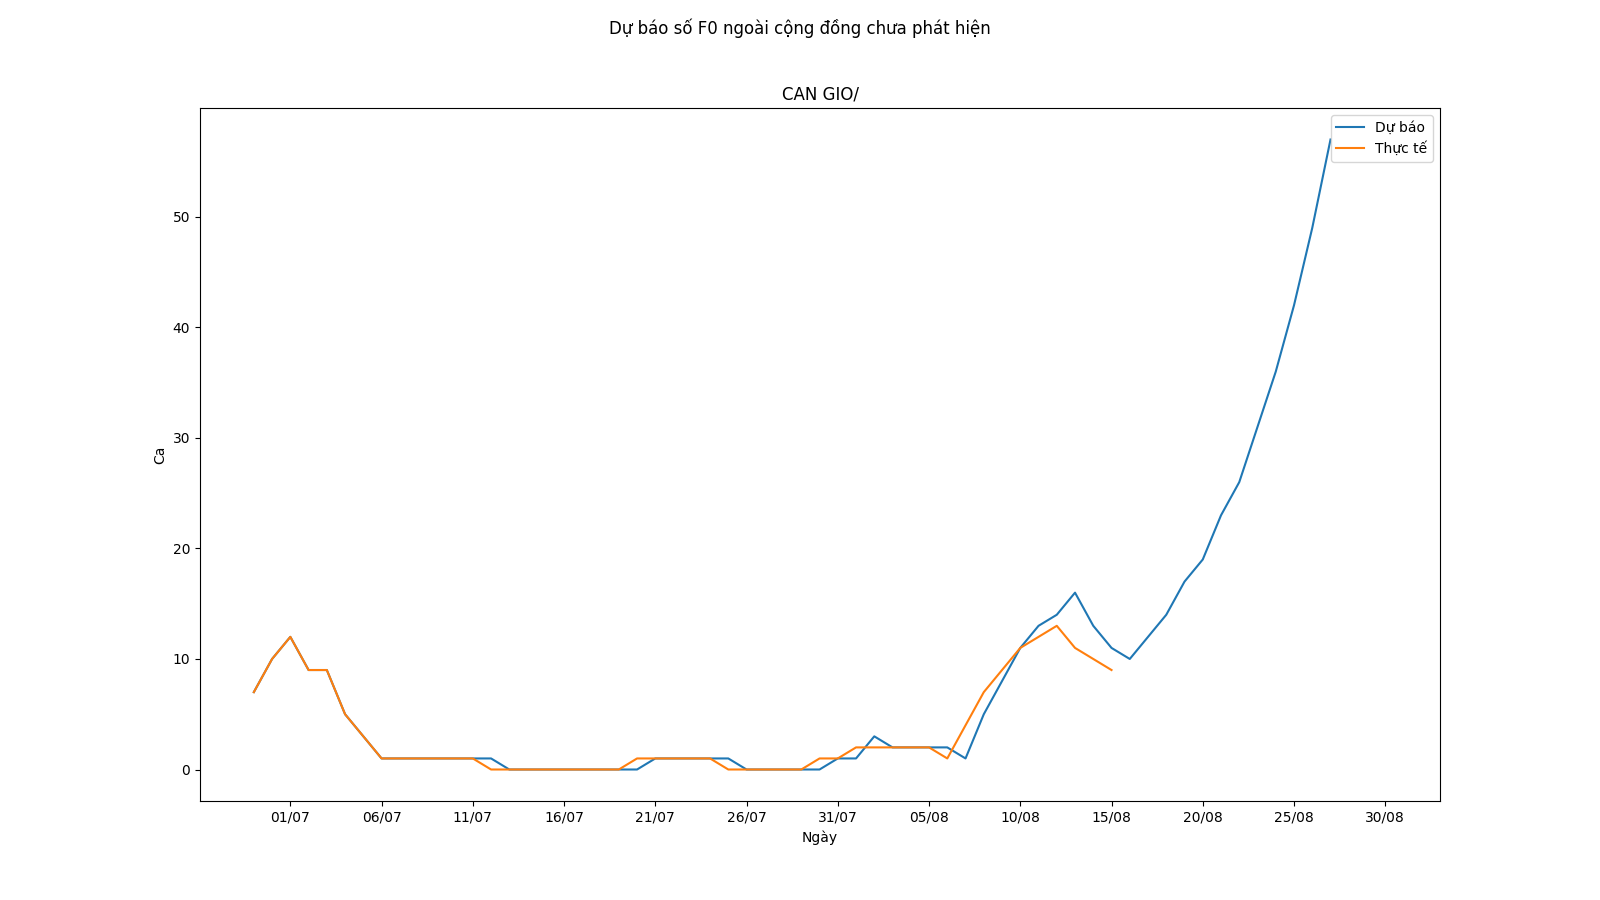 Dự báo số F0 ngoài cộng đồng chưa phát hiện
CAN GIO/
Dự báo
Thực tế
50
40
30
20
10
0
Ca
01/07 06/07 11/07 16/07 21/07 26/07 31/07 05/08 10/08 15/08 20/08 25/08 30/08
Ngày